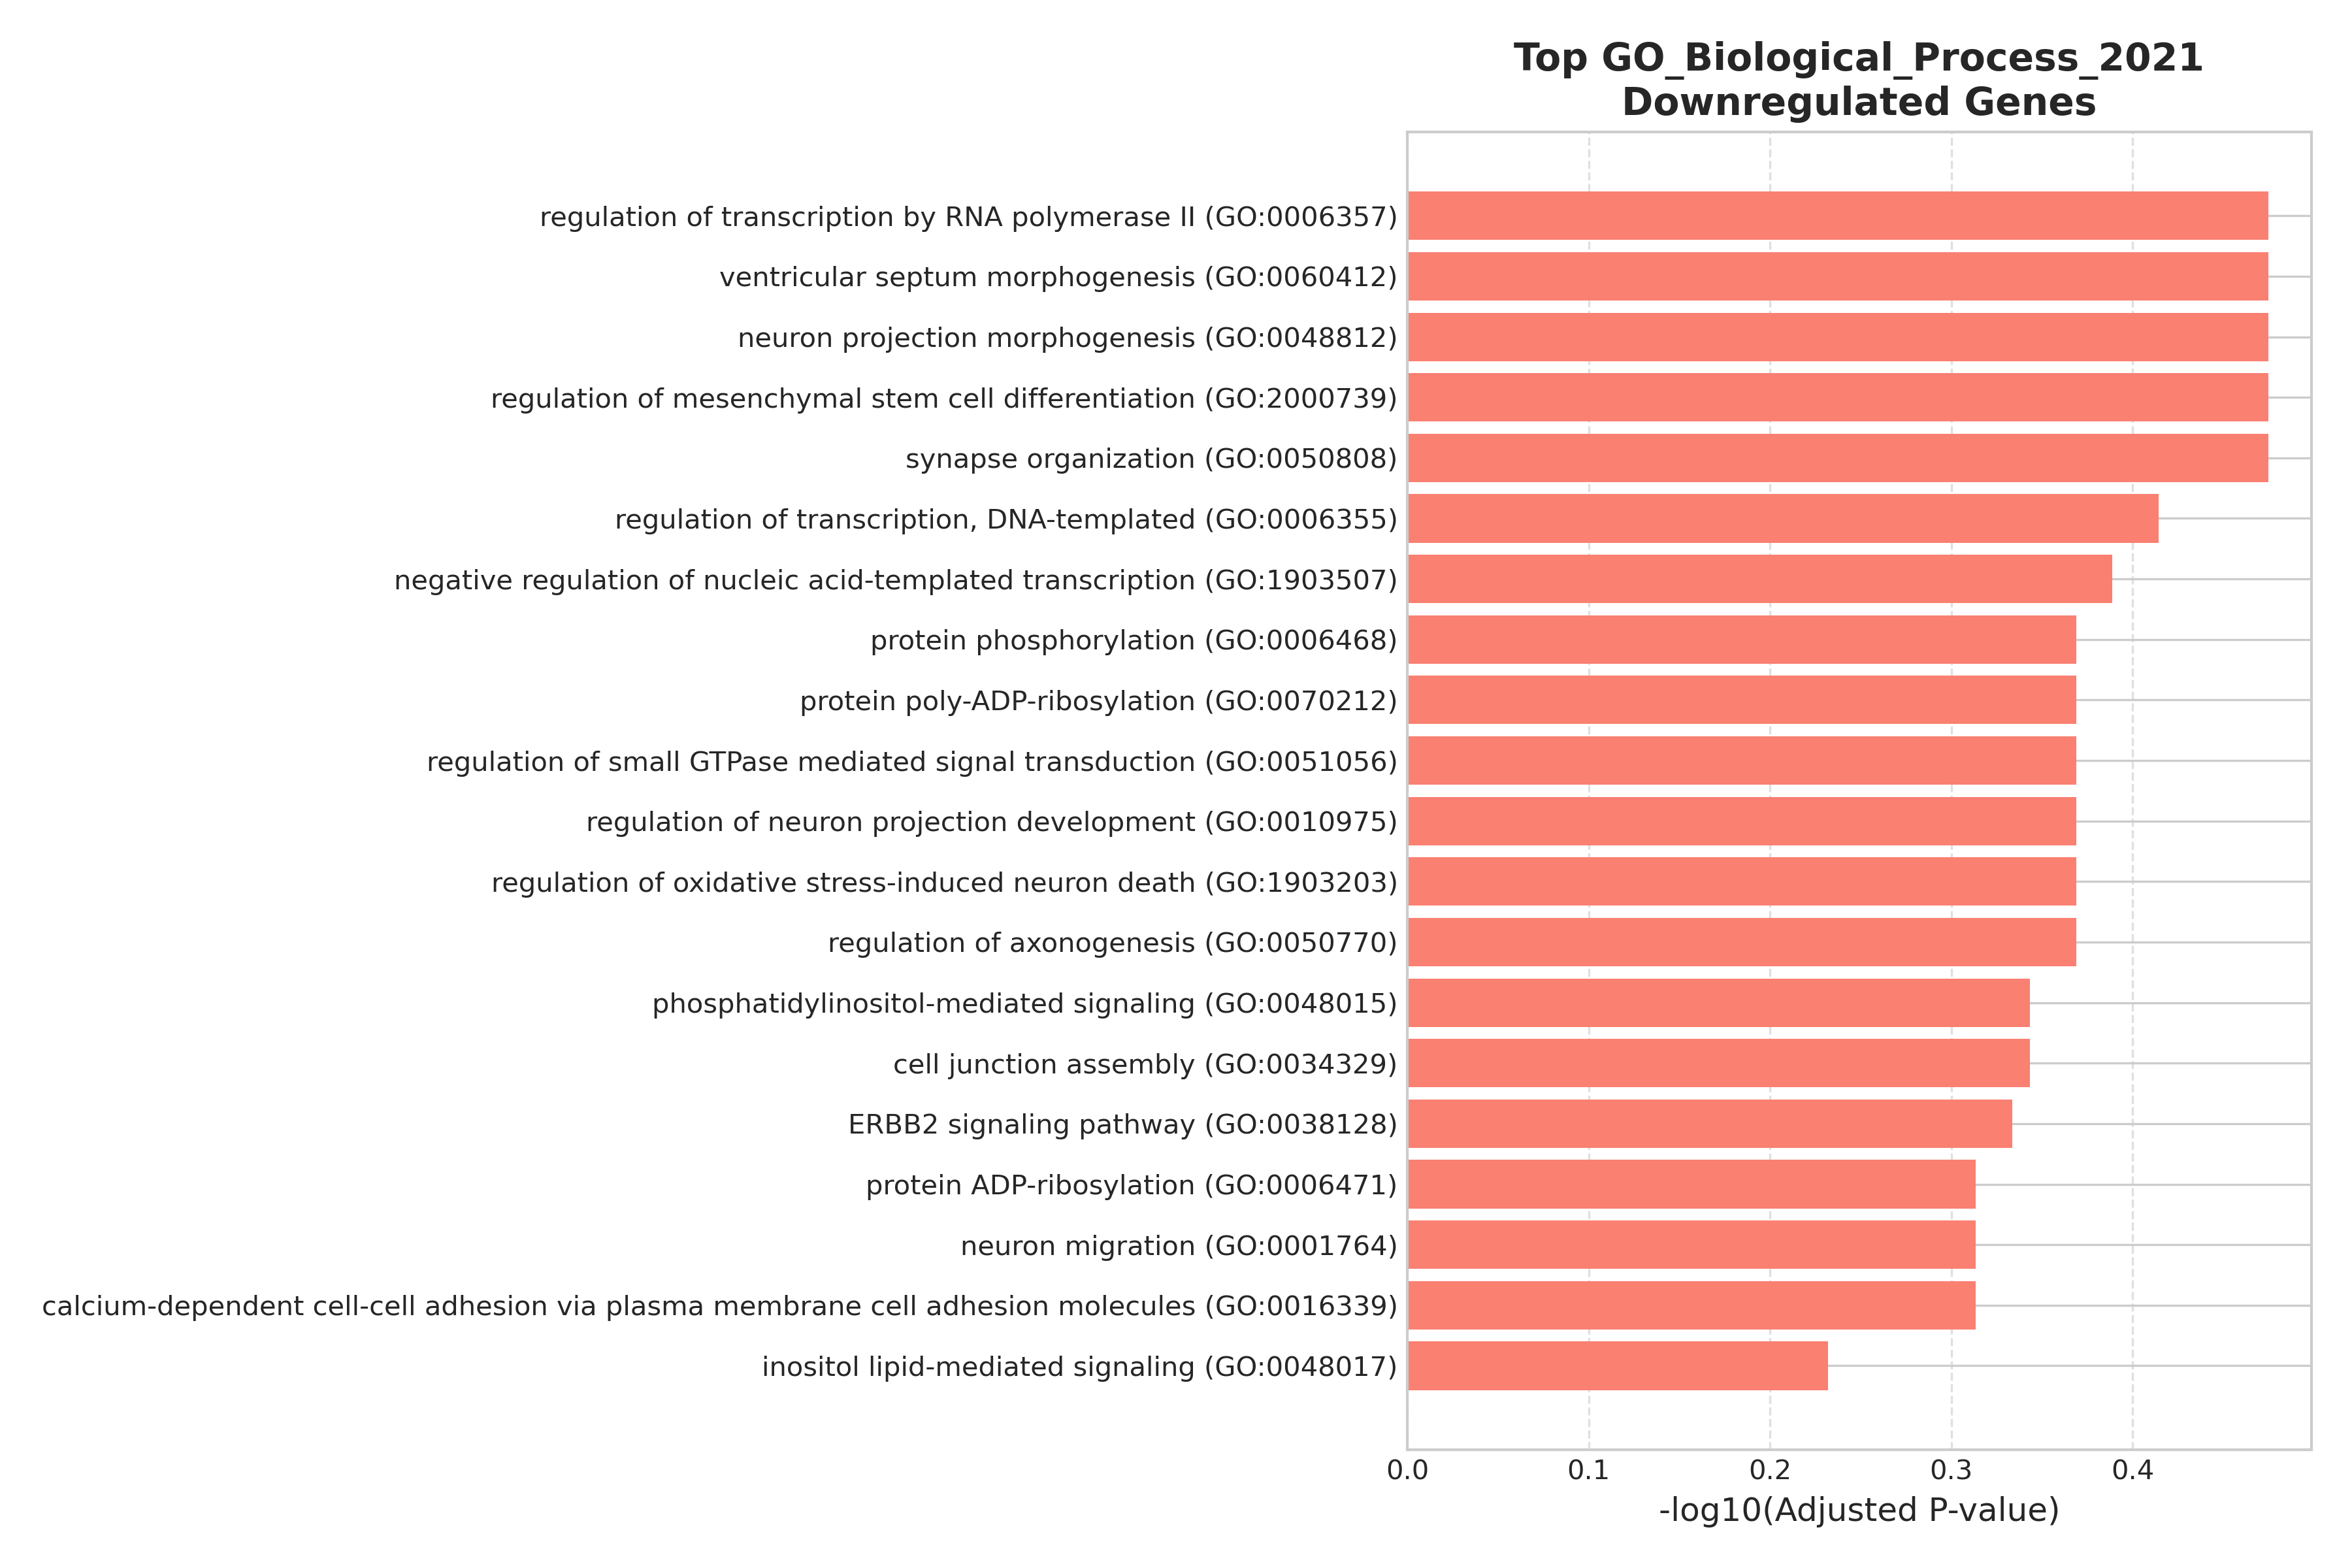 Top GO_Biological_Process_2021
Downregulated Genes
regulation of transcription by RNA polymerase II (GO:0006357)
ventricular septum morphogenesis (GO:0060412)
neuron projection morphogenesis (GO:0048812)
regulation of mesenchymal stem cell differentiation (GO:2000739)
synapse organization (GO:0050808)
regulation of transcription, DNA-templated (GO:0006355)
negative regulation of nucleic acid-templated transcription (GO:1903507)
protein phosphorylation (GO:0006468)
protein poly-ADP-ribosylation (GO:0070212)
regulation of small GTPase mediated signal transduction (GO:0051056)
regulation of neuron projection development (GO:0010975)
regulation of oxidative stress-induced neuron death (GO:1903203)
regulation of axonogenesis (GO:0050770)
phosphatidylinositol-mediated signaling (GO:0048015)
cell junction assembly (GO:0034329)
ERBB2 signaling pathway (GO:0038128)
protein ADP-ribosylation (GO:0006471)
neuron migration (GO:0001764)
calcium-dependent cell-cell adhesion via plasma membrane cell adhesion molecules (GO:0016339)
inositol lipid-mediated signaling (GO:0048017)
0.0 0.1 0.2 0.3 0.4
-log10(Adjusted P-value)